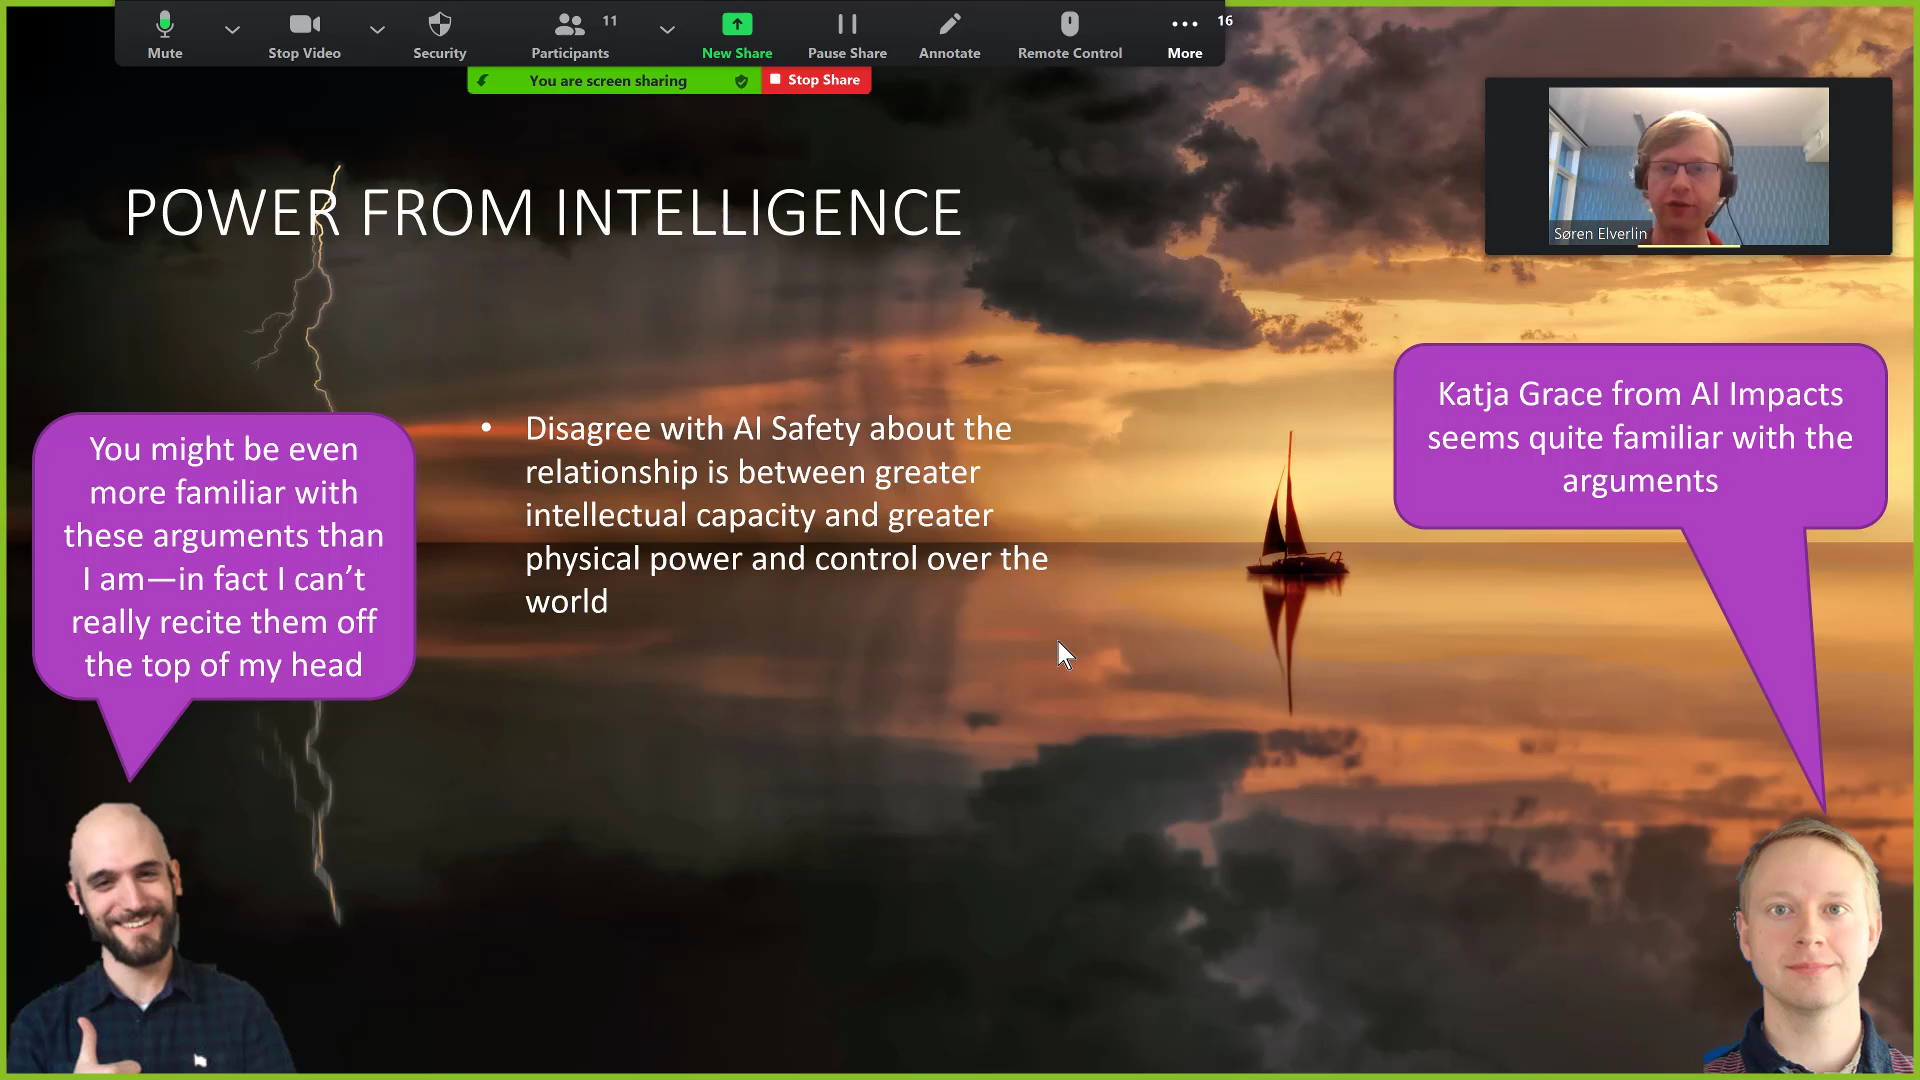 Mute
Stop Video
Security
Participants
11
New Share
Pause Share
Annotate
Remote Control
More
16
You are screen sharing
Stop Share
Søren Elverlin
POWER FROM INTELLIGENCE
You might be even
more familiar with
these arguments than
I am—in fact I can’t
really recite them off
the top of my head
• Disagree with AI Safety about the
relationship is between greater
intellectual capacity and greater
physical power and control over the
world
Katja Grace from AI Impacts
seems quite familiar with the
arguments